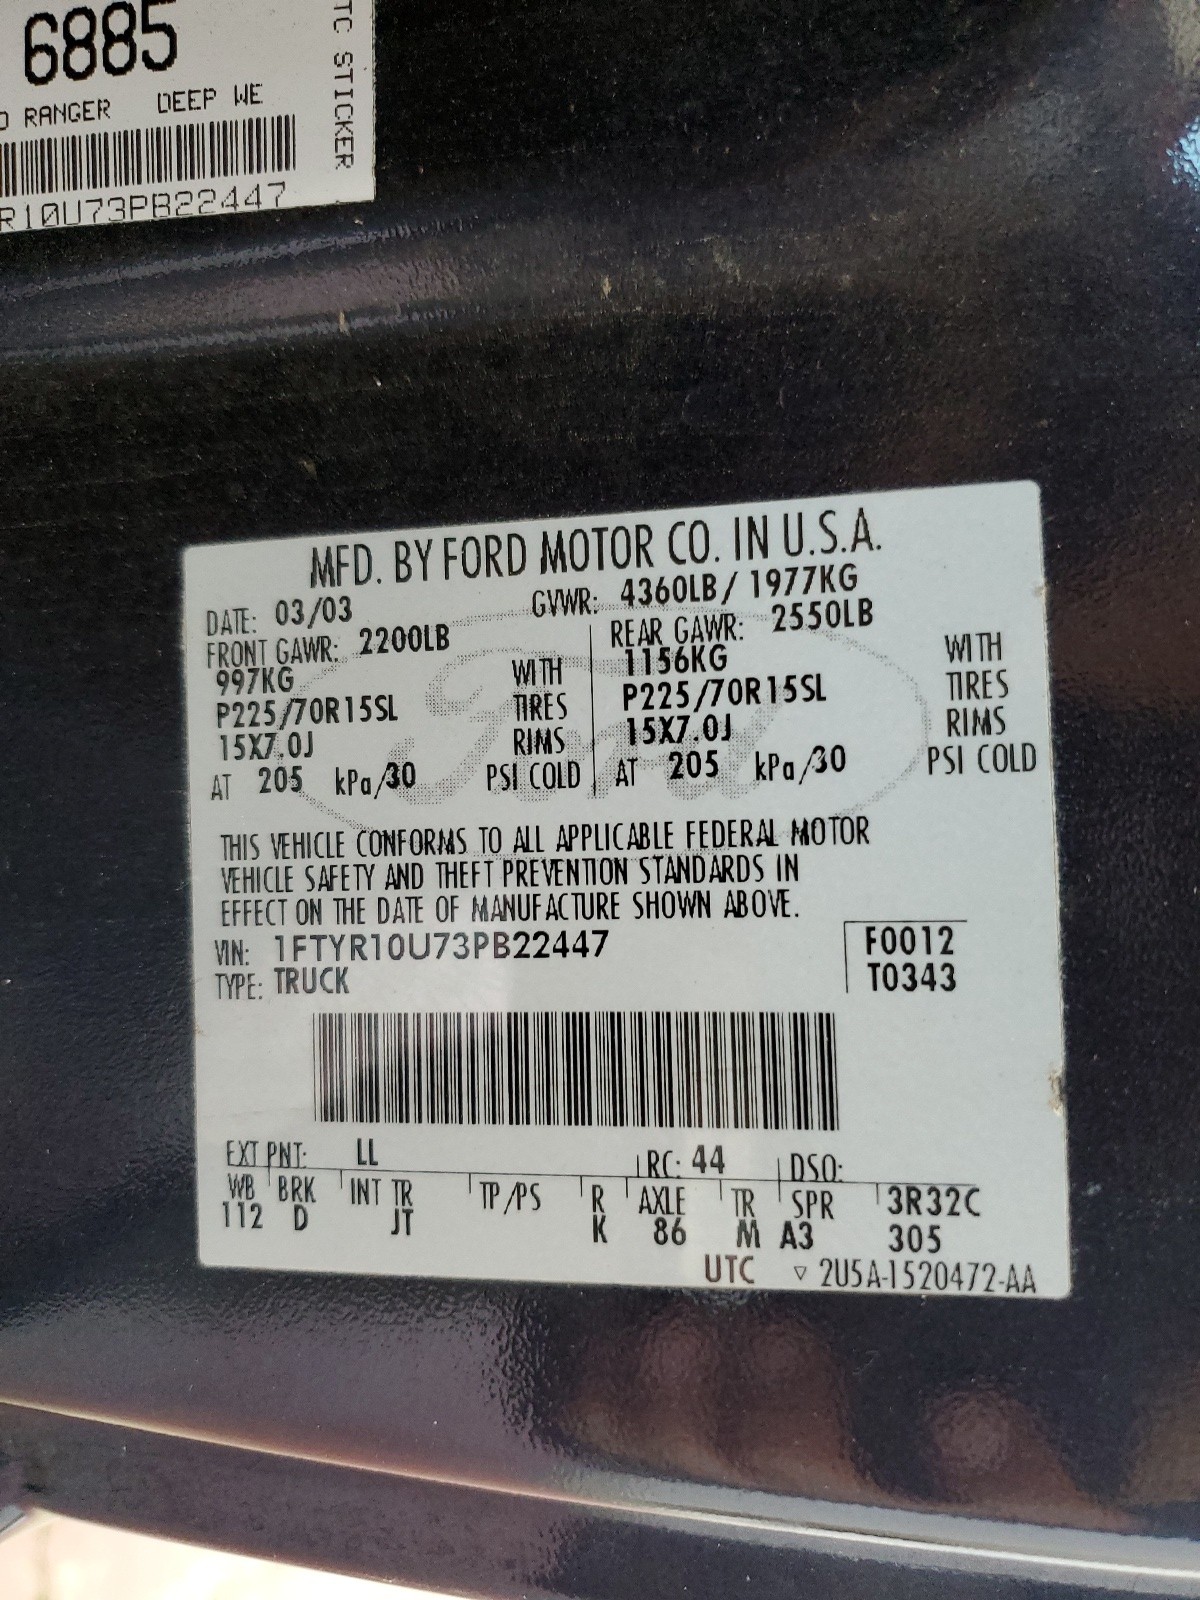 6885
RANGER DEEP WE
R10U73PB22447
TC STICKER
MFD. BY FORD MOTOR CO. IN U.S.A.
DATE: 03/03 GVWR: 4360LB/ 1977KG
FRONT GAWR: 2200LB REAR GAWR: 2550LB
997KG WITH 1156KG WITH
P225/70R15SL TIRES P225/70R15SL TIRES
15X7.0J RIMS 15X7.0J RIMS
AT 205 kPa/30 PSI COLD AT 205 kPa/30 PSI COLD
Ford
THIS VEHICLE CONFORMS TO ALL APPLICABLE FEDERAL MOTOR
VEHICLE SAFETY AND THEFT PREVENTION STANDARDS IN
EFFECT ON THE DATE OF MANUFACTURE SHOWN ABOVE.
VIN: 1FTYR10U73PB22447 F0012
TYPE: TRUCK T0343
EXT PNT: LL RC: 44 DSO:
WB BRK INT TR TP/PS R AXLE TR SPR 3R32C
112 D JT K 86 M A3 305
UTC ▿ 2U5A-1520472-AA